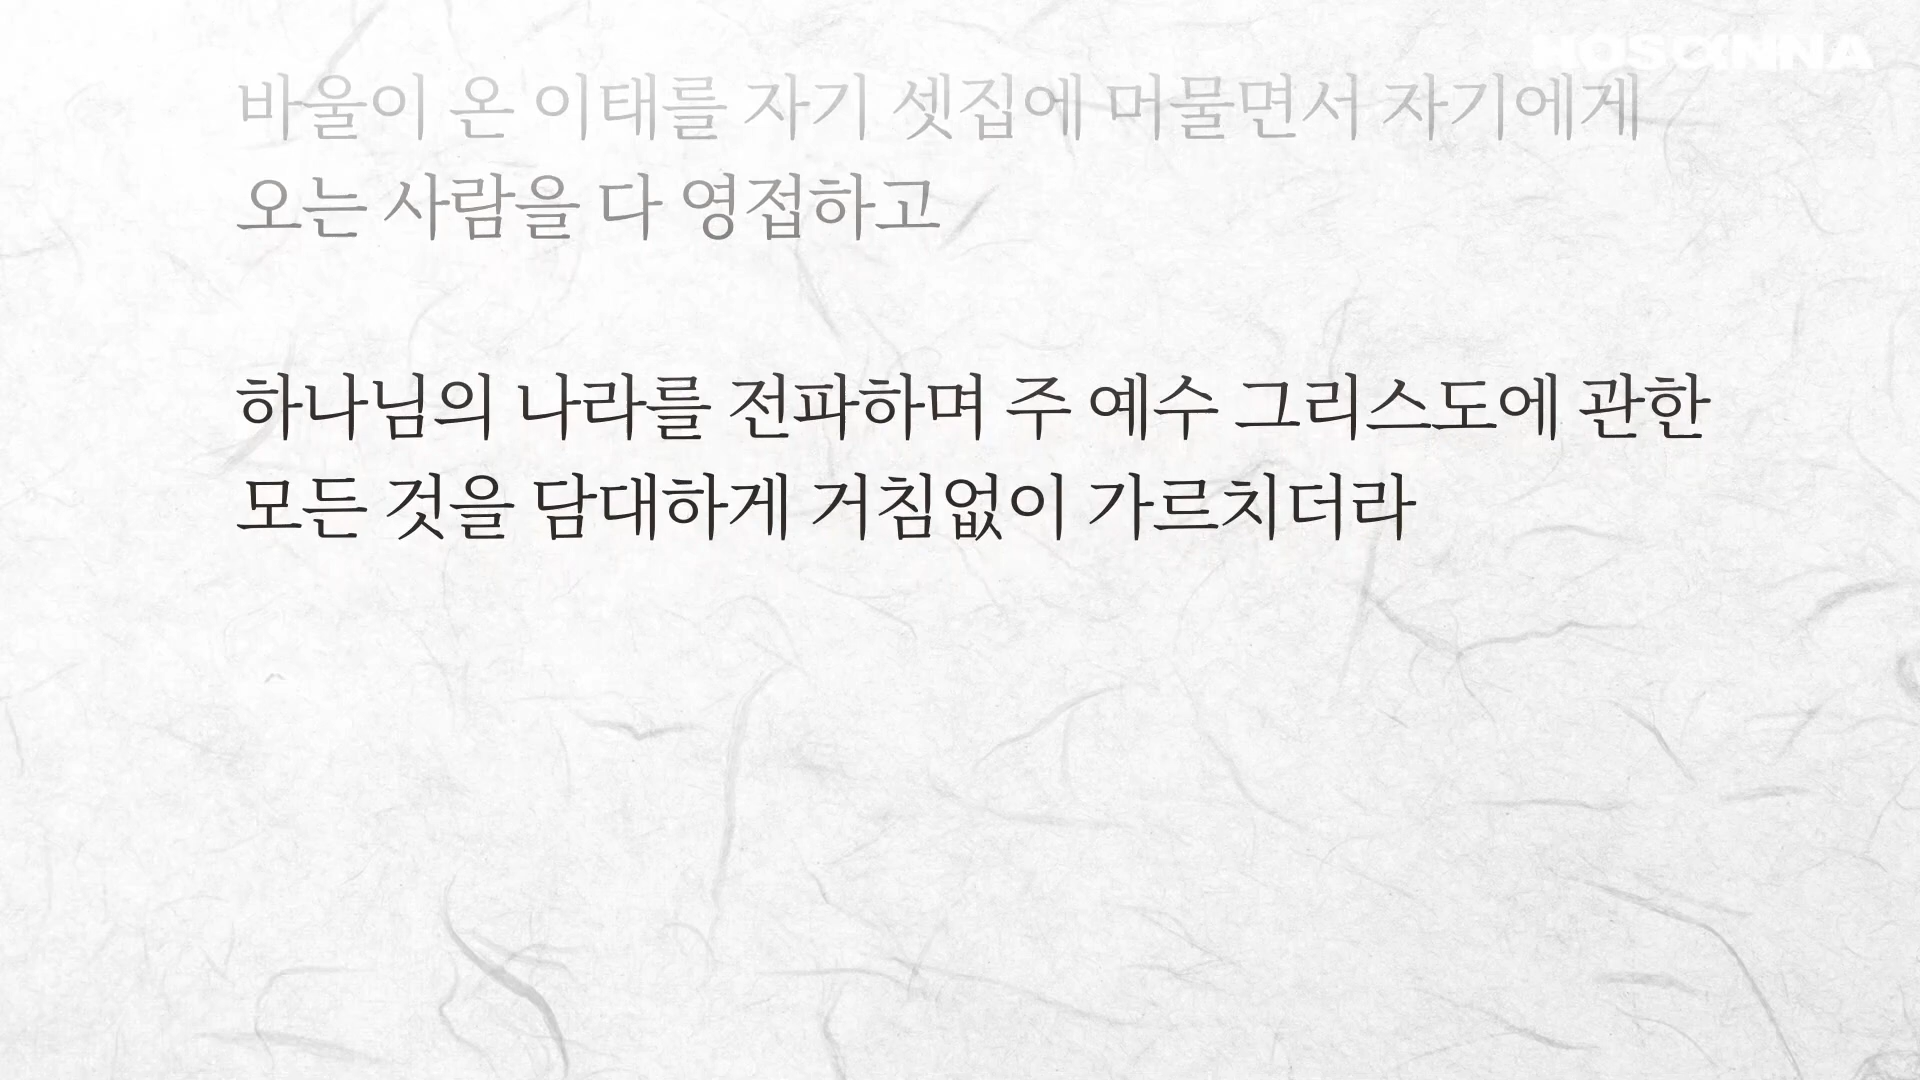 HOSANNA
바울이 온 이태를 자기 셋집에 머물면서 자기에게
오는 사람을 다 영접하고
하나님의 나라를 전파하며 주 예수 그리스도에 관한
모든 것을 담대하게 거침없이 가르치더라